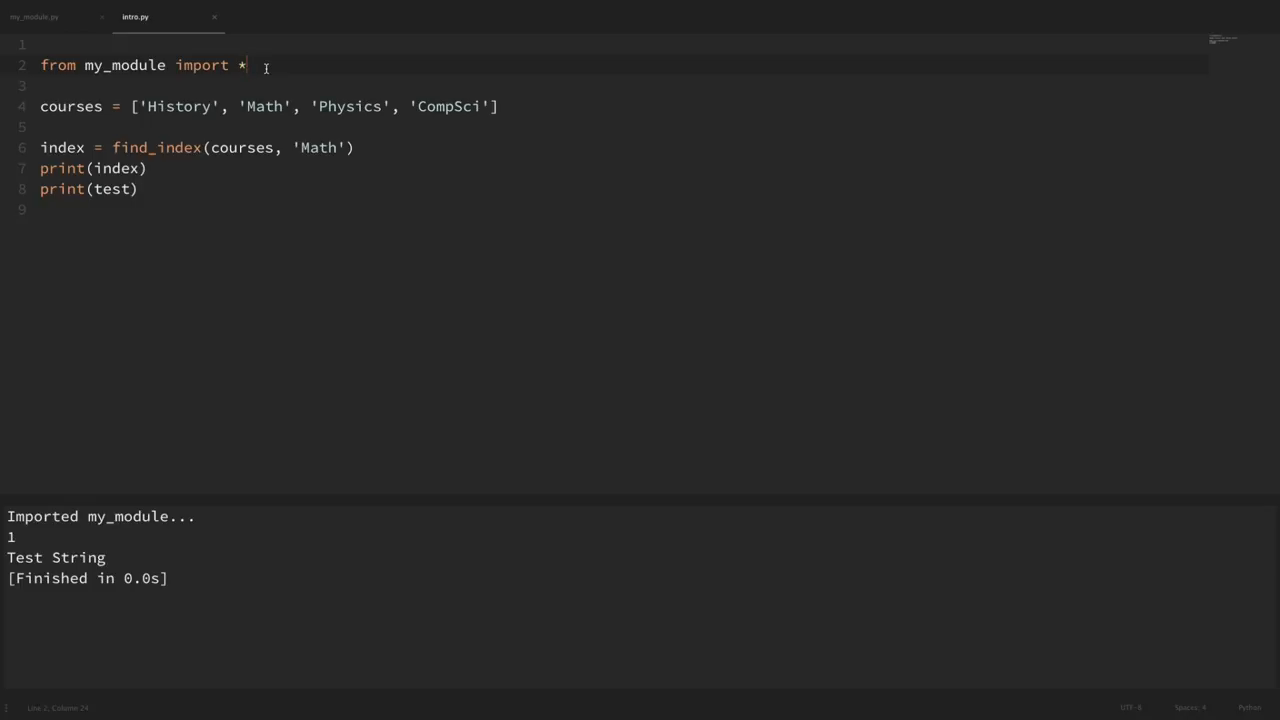 my_module.py × intro.py ×
1
2 from my_module import *
3
4 courses = ['History', 'Math', 'Physics', 'CompSci']
5
6 index = find_index(courses, 'Math')
7 print(index)
8 print(test)
9
Imported my_module...
1
Test String
[Finished in 0.0s]
Line 2, Column 24 UTF-8 Spaces: 4 Python